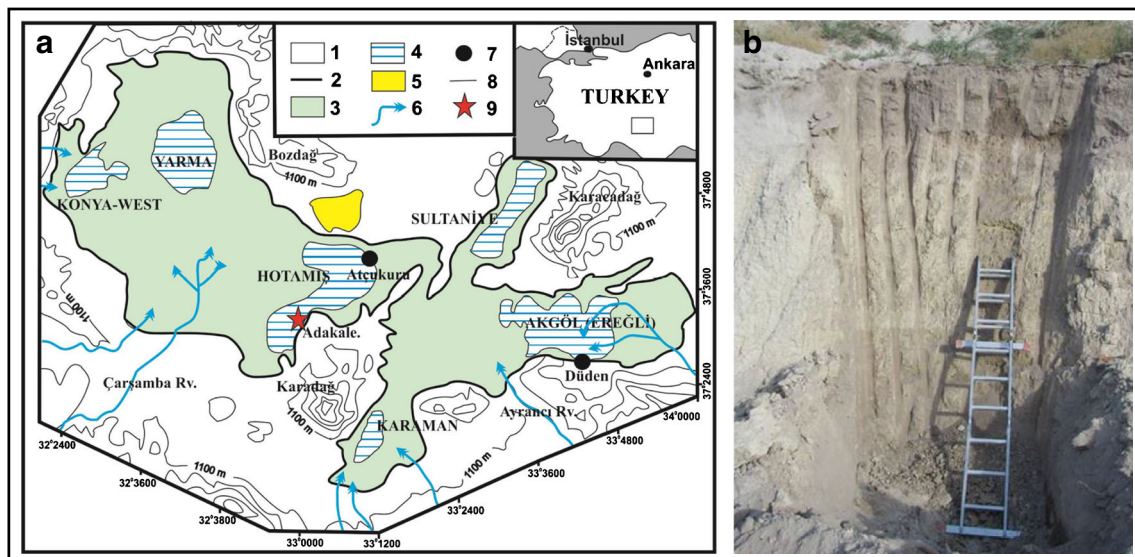 a
1
2
3
4
5
6
7
8
9
İstanbul
Ankara
TURKEY
YARMA
KONYA-WEST
Bozdağ
1100 m
SULTANİYE
Karacadağ
1100 m
HOTAMIŞ
Atçukuru
Adakale.
AKGÖL (EREĞLİ)
Düden
1100 m
Çarşamba Rv.
Karadağ
1100 m
KARAMAN
Ayrancı Rv.
1100 m
1100 m
37°4800
37°3600
37°2400
34°0000
33°4800
33°3600
33°2400
33°1200
33°0000
32°3800
32°3600
32°2400
b